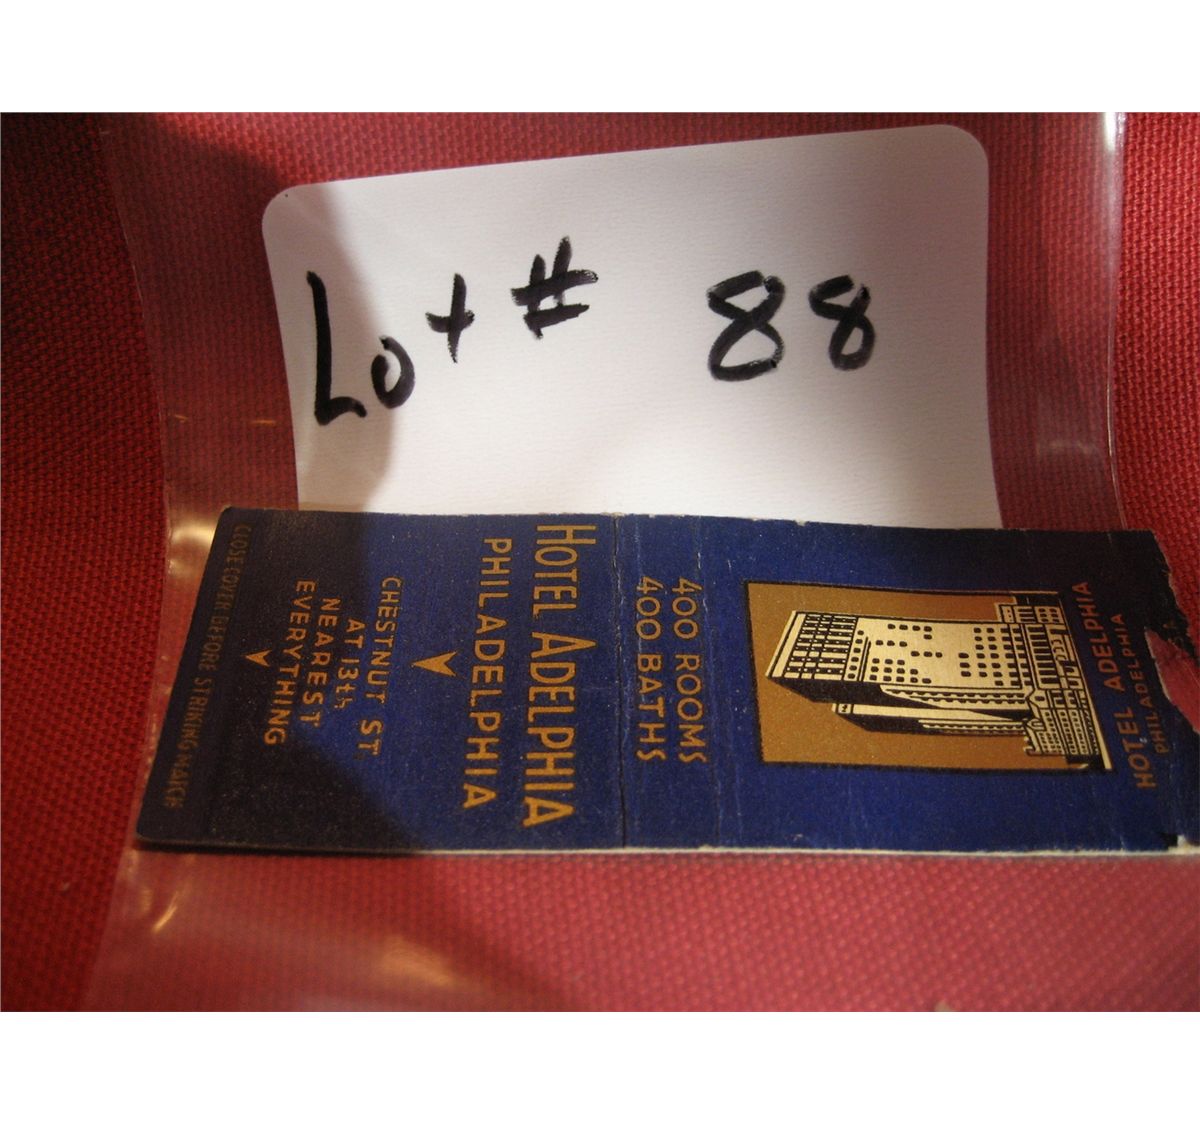 Lot # 88
CLOSE COVER BEFORE STRIKING MATCH
HOTEL ADELPHIA
PHILADELPHIA
CHESTNUT ST.
AT 13th
NEAREST
EVERYTHING
400 ROOMS
400 BATHS
HOTEL ADELPHIA
PHILADELPHIA